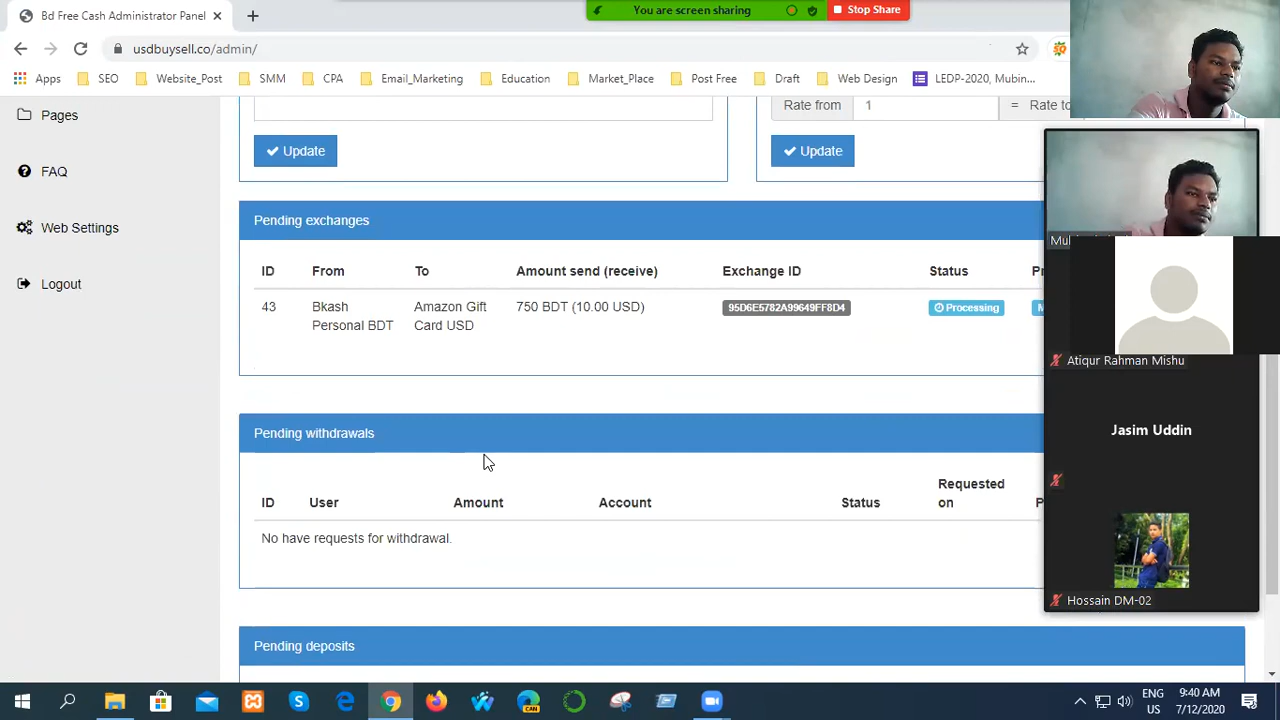 Bd Free Cash Administrator Panel
You are screen sharing
Stop Share
usdbuysell.co/admin/
Apps
SEO
Website_Post
SMM
CPA
Email_Marketing
Education
Market_Place
Post Free
Draft
Web Design
LEDP-2020, Mubin...
Pages
FAQ
Web Settings
Logout
Rate from 1 = Rate to
Update
Update
Pending exchanges
ID From To Amount send (receive) Exchange ID Status
43 Bkash Amazon Gift 750 BDT (10.00 USD) 95D6E5782A99649FF8D4 Processing
Personal BDT Card USD
Pending withdrawals
Requested
ID User Amount Account Status on
No have requests for withdrawal.
Pending deposits
Atiqur Rahman Mishu
Jasim Uddin
Hossain DM-02
CAN
ENG
US
9:40 AM
7/12/2020